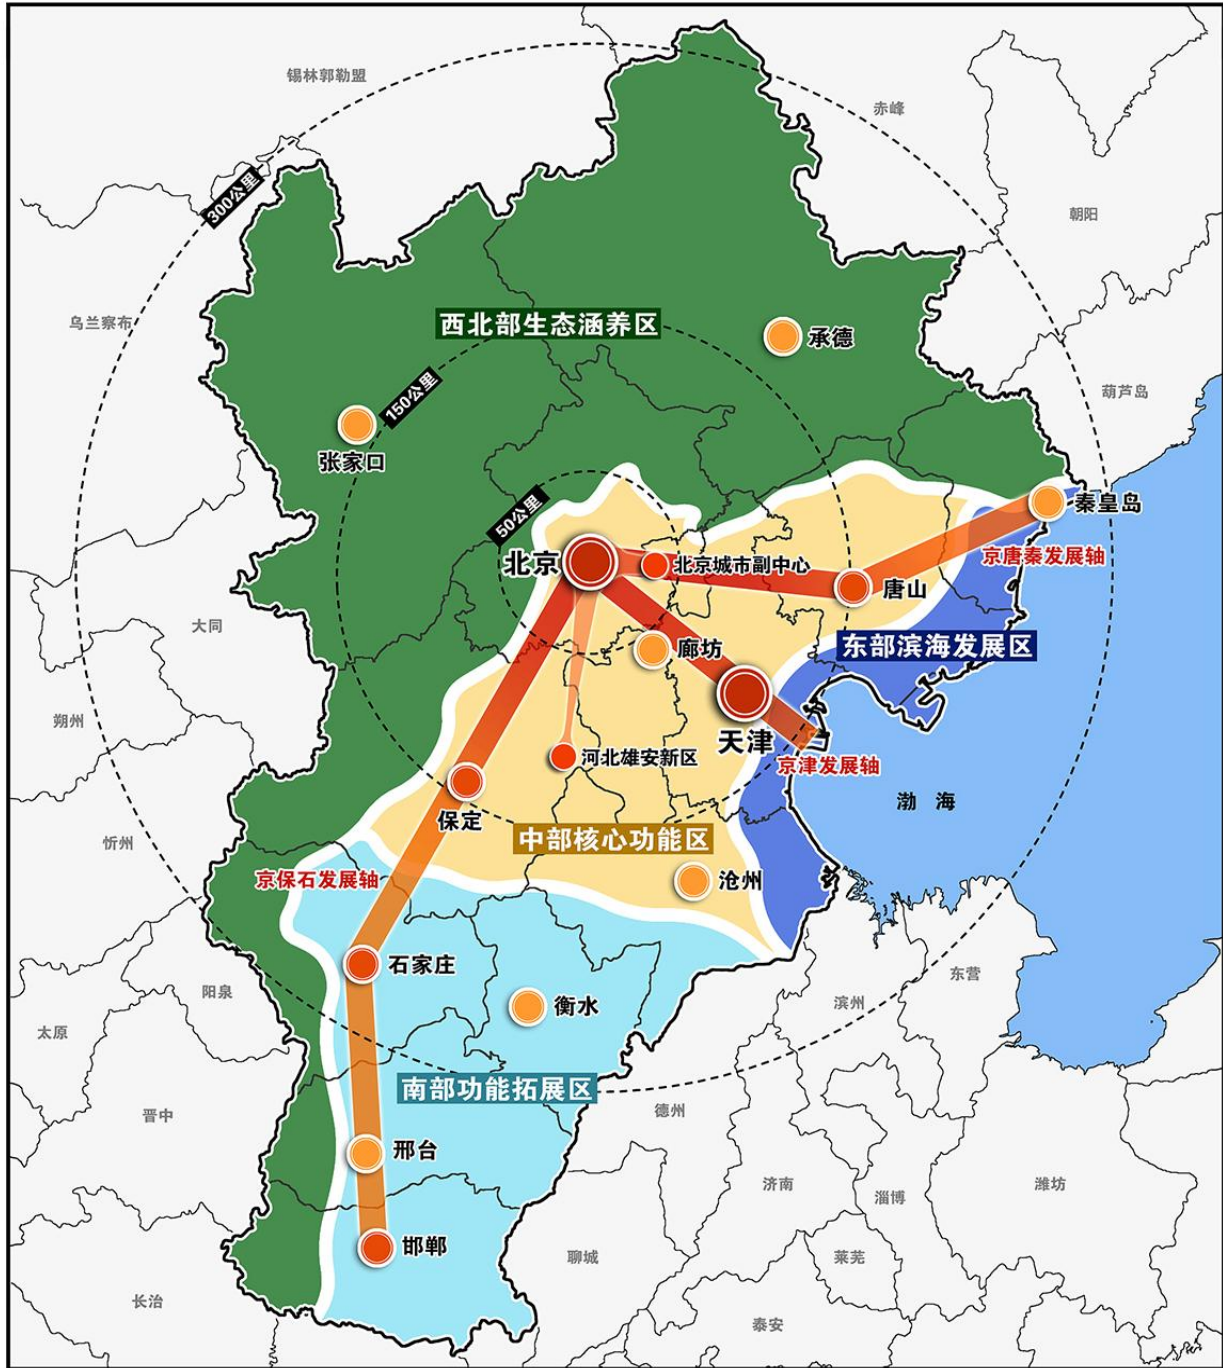 锡林郭勒盟
赤峰
300公里
朝阳
乌兰察布
西北部生态涵养区
承德
150公里
葫芦岛
张家口
50公里
秦皇岛
北京
北京城市副中心
京唐秦发展轴
唐山
大同
廊坊
东部滨海发展区
朔州
天津
河北雄安新区
京津发展轴
渤 海
保定
中部核心功能区
忻州
京保石发展轴
沧州
石家庄
东营
阳泉
衡水
滨州
太原
南部功能拓展区
德州
晋中
邢台
济南
淄博
潍坊
邯郸
聊城
莱芜
长治
泰安